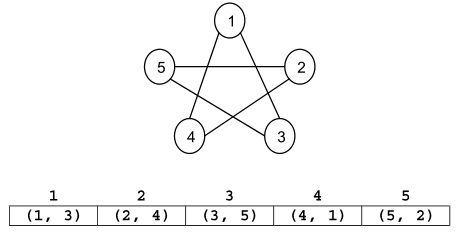 1
5 2
4 3
1 2 3 4 5
(1, 3) (2, 4) (3, 5) (4, 1) (5, 2)